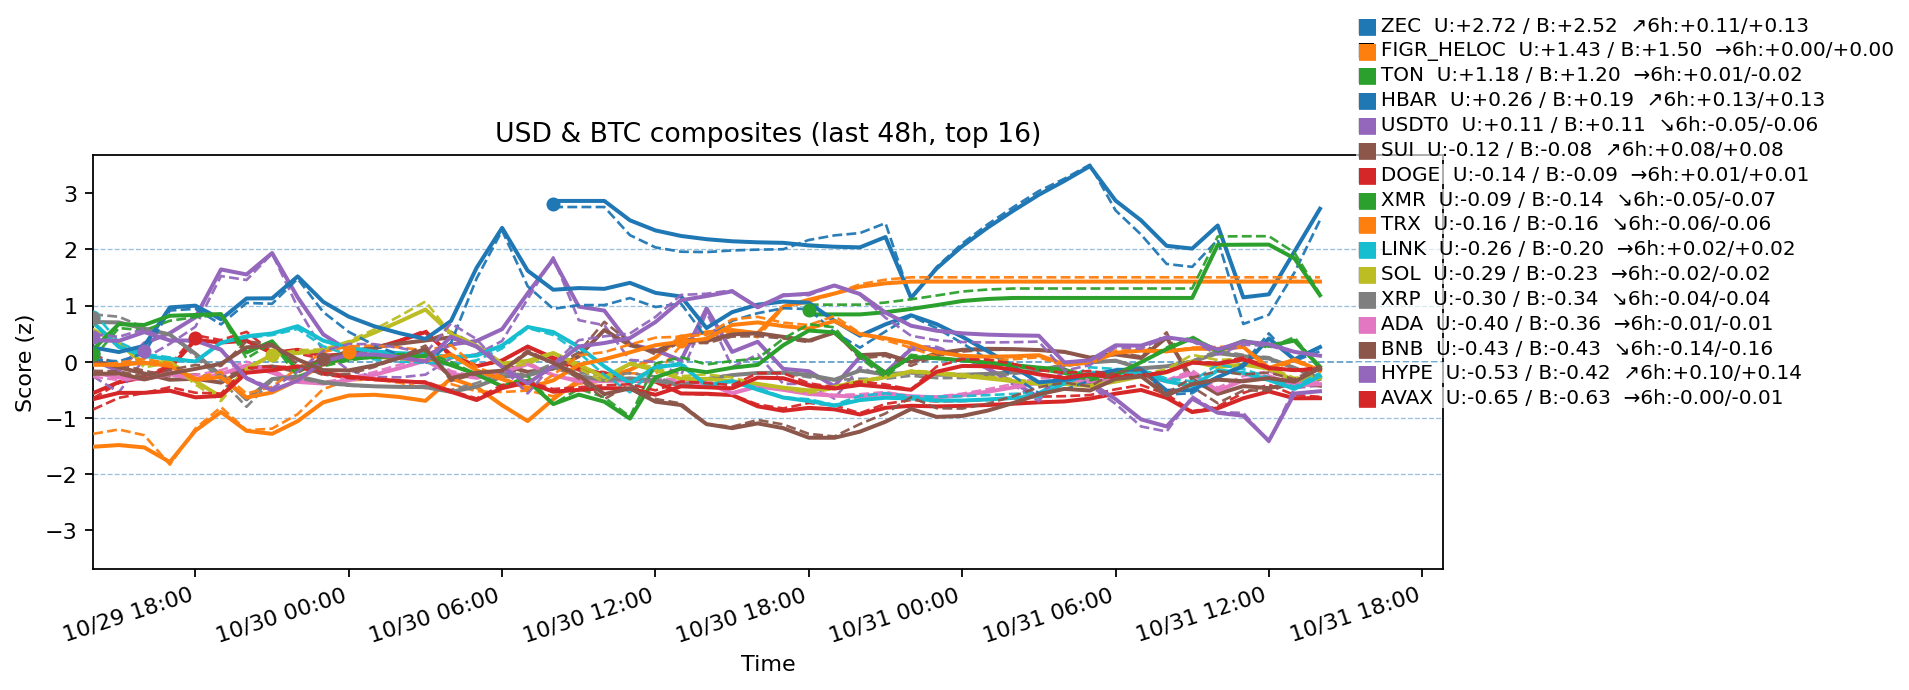 ZEC  U:+2.72 / B:+2.52  ↗6h:+0.11/+0.13
FIGR_HELOC  U:+1.43 / B:+1.50  →6h:+0.00/+0.00
TON  U:+1.18 / B:+1.20  →6h:+0.01/-0.02
HBAR  U:+0.26 / B:+0.19  ↗6h:+0.13/+0.13
USDT0  U:+0.11 / B:+0.11  ↘6h:-0.05/-0.06
SUI  U:-0.12 / B:-0.08  ↗6h:+0.08/+0.08
DOGE  U:-0.14 / B:-0.09  →6h:+0.01/+0.01
XMR  U:-0.09 / B:-0.14  ↘6h:-0.05/-0.07
TRX  U:-0.16 / B:-0.16  ↘6h:-0.06/-0.06
LINK  U:-0.26 / B:-0.20  →6h:+0.02/+0.02
SOL  U:-0.29 / B:-0.23  →6h:-0.02/-0.02
XRP  U:-0.30 / B:-0.34  ↘6h:-0.04/-0.04
ADA  U:-0.40 / B:-0.36  →6h:-0.01/-0.01
BNB  U:-0.43 / B:-0.43  ↘6h:-0.14/-0.16
HYPE  U:-0.53 / B:-0.42  ↗6h:+0.10/+0.14
AVAX  U:-0.65 / B:-0.63  →6h:-0.00/-0.01
USD & BTC composites (last 48h, top 16)
Score (z)
3
2
1
0
−1
−2
−3
10/29 18:00
10/30 00:00
10/30 06:00
10/30 12:00
10/30 18:00
10/31 00:00
10/31 06:00
10/31 12:00
10/31 18:00
Time